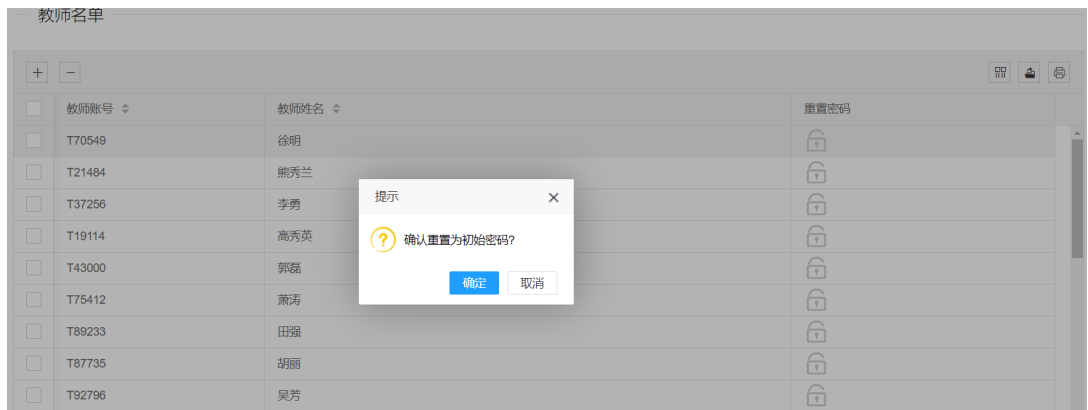 教师名单
教师账号 教师姓名 重置密码
T70549 徐明
T21484 熊秀兰
T37256 李勇
T19114 高秀英
T43000 郭磊
T75412 萧涛
T89233 田强
T87735 胡丽
T92796 吴芳
提示
确认重置为初始密码?
确定 取消